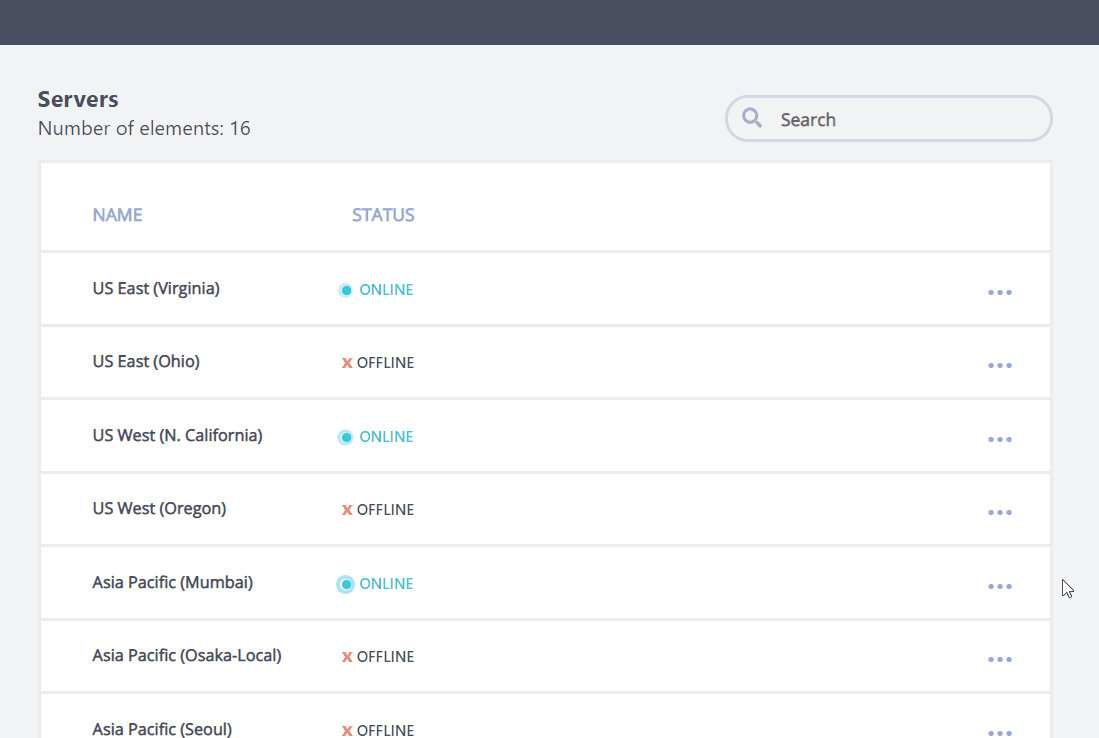 Servers
Number of elements: 16
Search
NAME STATUS
US East (Virginia) ONLINE
US East (Ohio) x OFFLINE
US West (N. California) ONLINE
US West (Oregon) x OFFLINE
Asia Pacific (Mumbai) ONLINE
Asia Pacific (Osaka-Local) x OFFLINE
Asia Pacific (Seoul) x OFFLINE